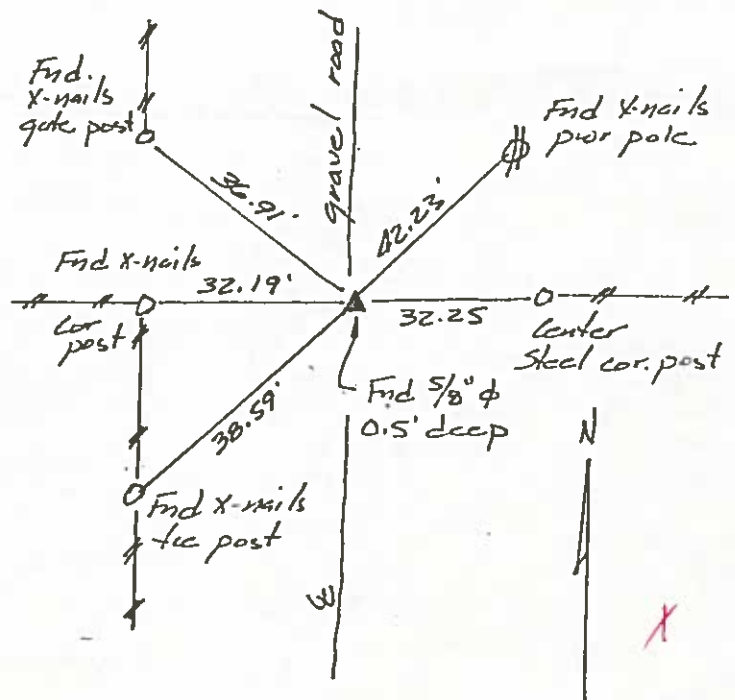 Fnd.
X-nails
gate post
gravel road
Fnd X-nails
pwr pole
36.91'
42.23'
Fnd X-nails
cor
post
32.19'
32.25
Center
Steel cor. post
Fnd 5/8" ϕ
0.5' deep
38.59'
N
Fnd X-nails
fce post
X